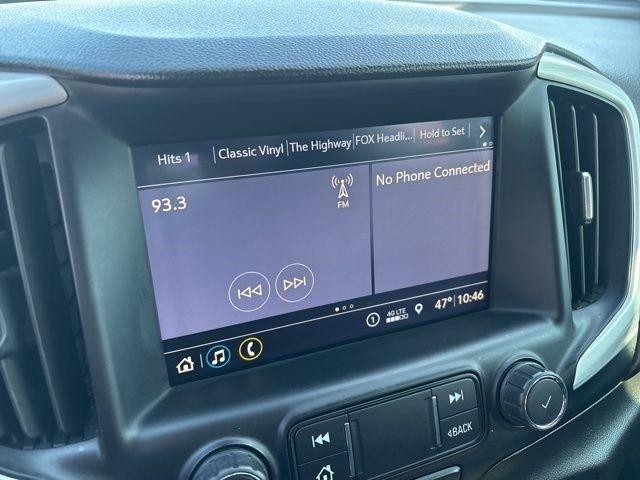 Hits 1 Classic Vinyl The Highway FOX Headli... Hold to Set
93.3
FM
No Phone Connected
1 4G LTE 47° 10:46
BACK